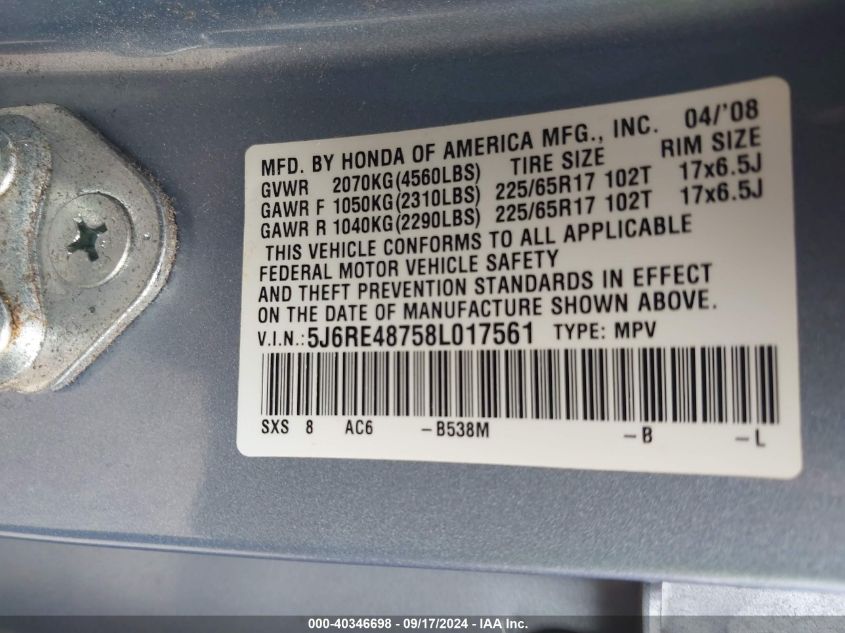 MFD. BY HONDA OF AMERICA MFG., INC. 04/'08
GVWR 2070KG(4560LBS) TIRE SIZE RIM SIZE
GAWR F 1050KG(2310LBS) 225/65R17 102T 17x6.5J
GAWR R 1040KG(2290LBS) 225/65R17 102T 17x6.5J
THIS VEHICLE CONFORMS TO ALL APPLICABLE
FEDERAL MOTOR VEHICLE SAFETY
AND THEFT PREVENTION STANDARDS IN EFFECT
ON THE DATE OF MANUFACTURE SHOWN ABOVE.
V.I.N.:5J6RE48758L017561 TYPE: MPV
SXS 8 AC6 -B538M -B -L
000-40346698 - 09/17/2024 - IAAI Inc.